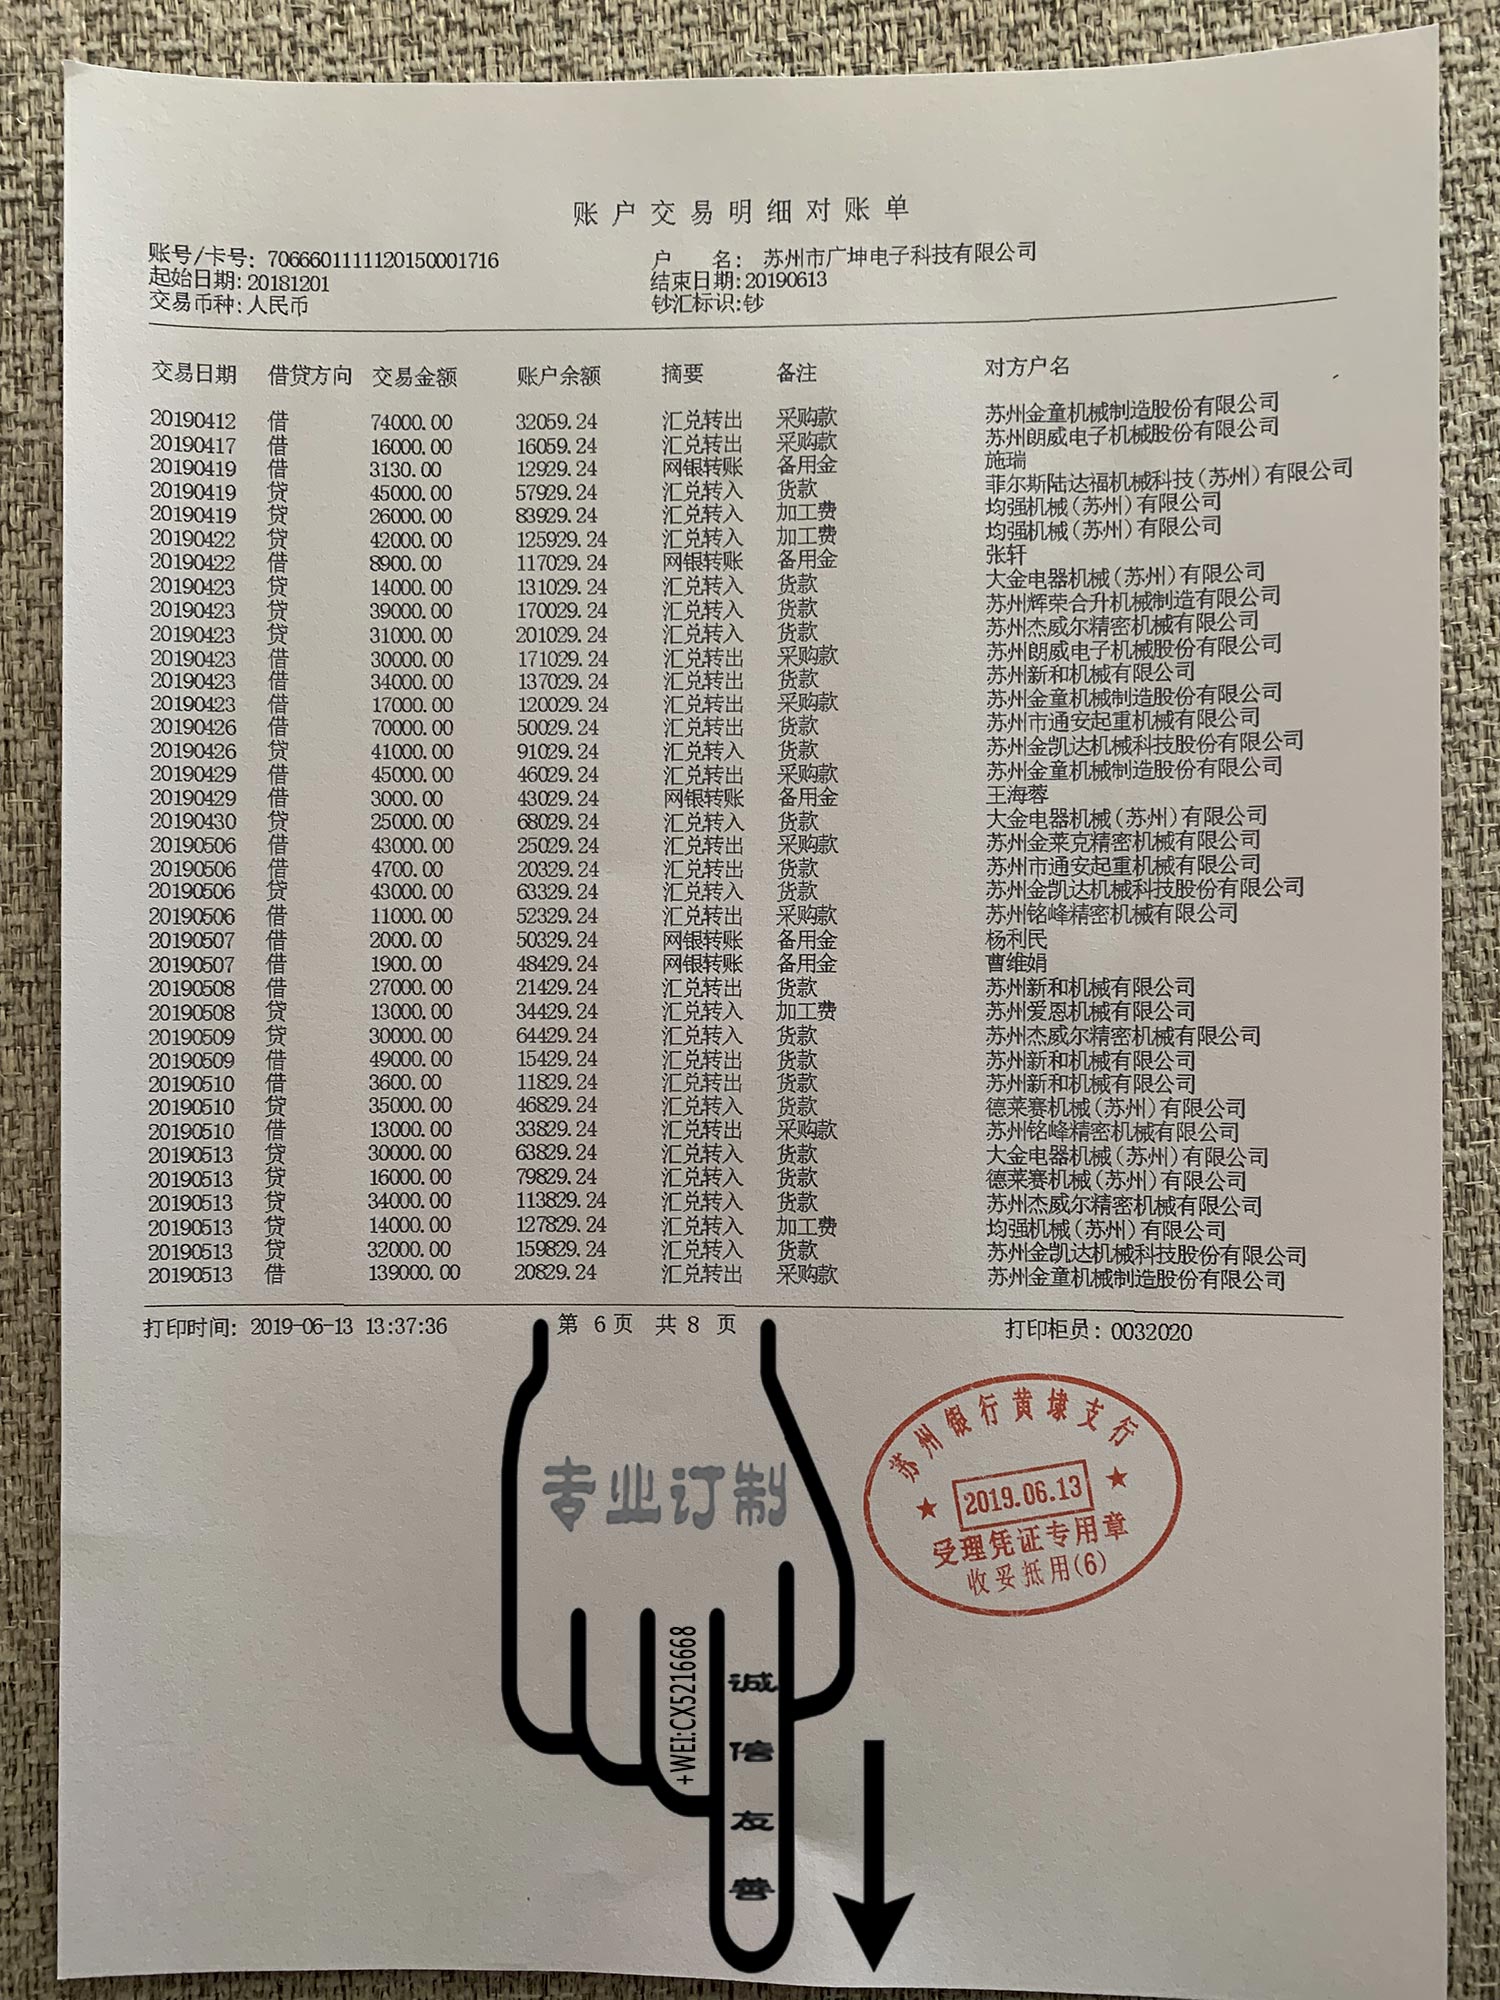 账户交易明细对账单
账号/卡号: 7066601111120150001716 户 名: 苏州市广坤电子科技有限公司
起始日期: 20181201 结束日期: 20190613
交易币种: 人民币 钞汇标识: 钞
交易日期 借贷方向 交易金额 账户余额 摘要 备注 对方户名
20190412 借 74000.00 32059.24 汇兑转出 采购款 苏州金童机械制造股份有限公司
20190417 借 16000.00 16059.24 汇兑转出 采购款 苏州朗威电子机械股份有限公司
20190419 借 3130.00 12929.24 网银转账 备用金 施瑞
20190419 贷 45000.00 57929.24 汇兑转入 货款 菲尔斯陆达福机械科技(苏州)有限公司
20190419 贷 26000.00 83929.24 汇兑转入 加工费 均强机械(苏州)有限公司
20190422 贷 42000.00 125929.24 汇兑转入 加工费 均强机械(苏州)有限公司
20190422 借 8900.00 117029.24 网银转账 备用金 张轩
20190423 贷 14000.00 131029.24 汇兑转入 货款 大金电器机械(苏州)有限公司
20190423 贷 39000.00 170029.24 汇兑转入 货款 苏州辉荣合升机械制造有限公司
20190423 贷 31000.00 201029.24 汇兑转入 货款 苏州杰威尔精密机械有限公司
20190423 借 30000.00 171029.24 汇兑转出 采购款 苏州朗威电子机械股份有限公司
20190423 借 34000.00 137029.24 汇兑转出 货款 苏州新和机械有限公司
20190423 借 17000.00 120029.24 汇兑转出 采购款 苏州金童机械制造股份有限公司
20190426 借 70000.00 50029.24 汇兑转出 货款 苏州市通安起重机械有限公司
20190426 贷 41000.00 91029.24 汇兑转入 货款 苏州金凯达机械科技股份有限公司
20190429 借 45000.00 46029.24 汇兑转出 采购款 苏州金童机械制造股份有限公司
20190429 借 3000.00 43029.24 网银转账 备用金 王海蓉
20190430 贷 25000.00 68029.24 汇兑转入 货款 大金电器机械(苏州)有限公司
20190506 借 43000.00 25029.24 汇兑转出 采购款 苏州金莱克精密机械有限公司
20190506 借 4700.00 20329.24 汇兑转出 货款 苏州市通安起重机械有限公司
20190506 贷 43000.00 63329.24 汇兑转入 货款 苏州金凯达机械科技股份有限公司
20190506 借 11000.00 52329.24 汇兑转出 采购款 苏州铭峰精密机械有限公司
20190507 借 2000.00 50329.24 网银转账 备用金 杨利民
20190507 借 1900.00 48429.24 网银转账 备用金 曹维娟
20190508 借 27000.00 21429.24 汇兑转出 货款 苏州新和机械有限公司
20190508 贷 13000.00 34429.24 汇兑转入 加工费 苏州爱恩机械有限公司
20190509 贷 30000.00 64429.24 汇兑转入 货款 苏州杰威尔精密机械有限公司
20190509 借 49000.00 15429.24 汇兑转出 货款 苏州新和机械有限公司
20190510 借 3600.00 11829.24 汇兑转出 货款 苏州新和机械有限公司
20190510 贷 35000.00 46829.24 汇兑转入 货款 德莱赛机械(苏州)有限公司
20190510 借 13000.00 33829.24 汇兑转出 采购款 苏州铭峰精密机械有限公司
20190513 贷 30000.00 63829.24 汇兑转入 货款 大金电器机械(苏州)有限公司
20190513 贷 16000.00 79829.24 汇兑转入 货款 德莱赛机械(苏州)有限公司
20190513 贷 34000.00 113829.24 汇兑转入 货款 苏州杰威尔精密机械有限公司
20190513 贷 14000.00 127829.24 汇兑转入 加工费 均强机械(苏州)有限公司
20190513 贷 32000.00 159829.24 汇兑转入 货款 苏州金凯达机械科技股份有限公司
20190513 借 139000.00 20829.24 汇兑转出 采购款 苏州金童机械制造股份有限公司
打印时间: 2019-06-13 13:37:36 第 6页 共 8 页 打印柜员: 0032020
苏州银行黄埭支行
2019.06.13
受理凭证专用章
收妥抵用(6)
专业订制
+WEI:CX5216668
诚信友善